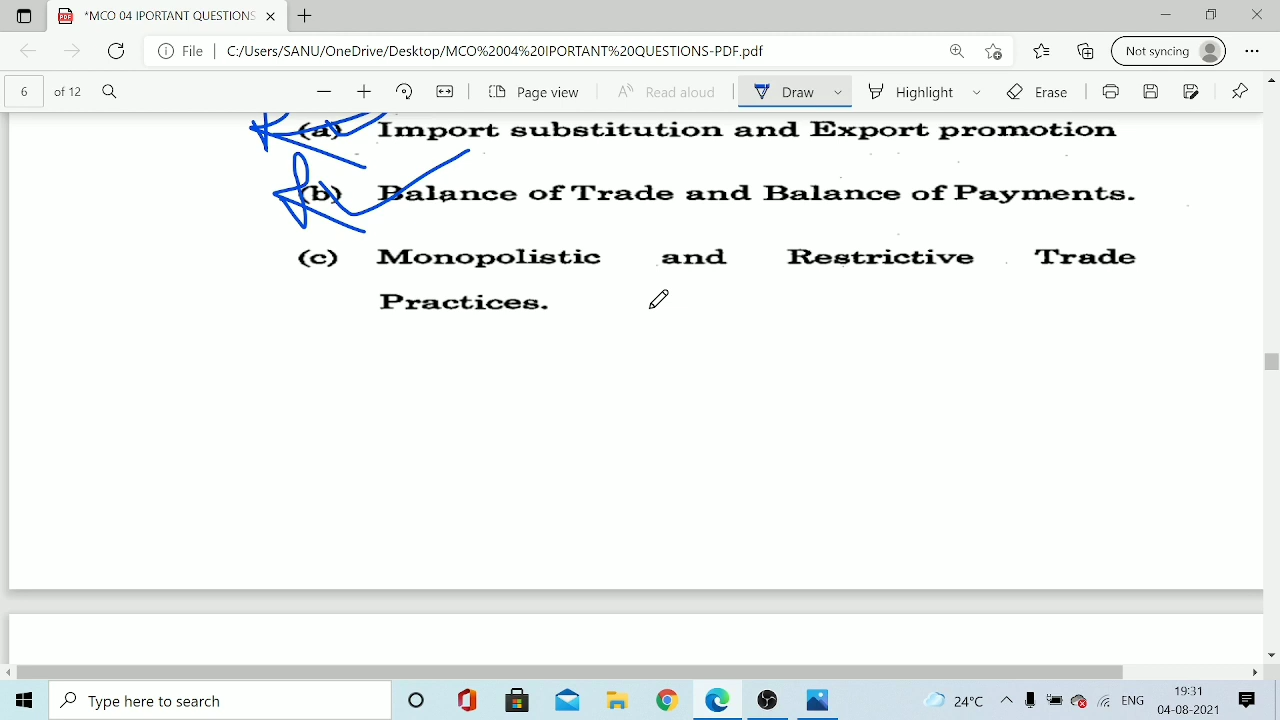 *MCO 04 IPORTANT QUESTIONS
File C:/Users/SANU/OneDrive/Desktop/MCO%2004%20IPORTANT%20QUESTIONS-PDF.pdf Not syncing
6 of 12 Page view Read aloud Draw Highlight Erase
(a) Import substitution and Export promotion
(b) Balance of Trade and Balance of Payments.
(c) Monopolistic and Restrictive Trade
Practices.
Type here to search 24°C ENG 19:31
04-08-2021